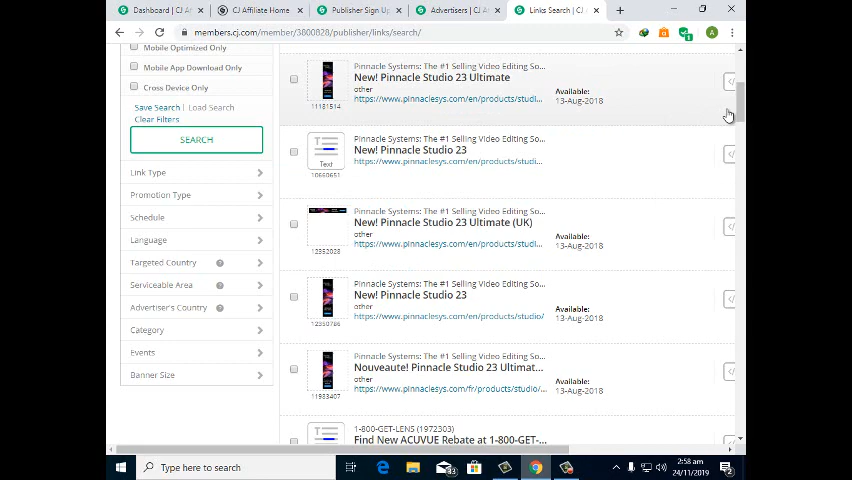 Dashboard | CJ Af
CJ Affiliate Home
Publisher Sign Up
Advertisers | CJ A
Links Search | CJ
members.cj.com/member/3800828/publisher/links/search/
A
Mobile Optimized Only
Mobile App Download Only
Cross Device Only
Save Search | Load Search
Clear Filters
SEARCH
Link Type
Promotion Type
Schedule
Language
Targeted Country
Serviceable Area
Advertiser's Country
Category
Events
Banner Size
Pinnacle Systems: The #1 Selling Video Editing So...
New! Pinnacle Studio 23 Ultimate
other
https://www.pinnaclesys.com/en/products/studi...
11181514
Available:
13-Aug-2018
Pinnacle Systems: The #1 Selling Video Editing So...
New! Pinnacle Studio 23
https://www.pinnaclesys.com/en/products/studi...
Text
10660651
Pinnacle Systems: The #1 Selling Video Editing So...
New! Pinnacle Studio 23 Ultimate (UK)
other
https://www.pinnaclesys.com/en/products/studi...
12352028
Available:
13-Aug-2018
Pinnacle Systems: The #1 Selling Video Editing So...
New! Pinnacle Studio 23
other
https://www.pinnaclesys.com/en/products/studio/
12350786
Available:
13-Aug-2018
Pinnacle Systems: The #1 Selling Video Editing So...
Nouveaute! Pinnacle Studio 23 Ultimat...
other
https://www.pinnaclesys.com/fr/products/studio/...
11983407
Available:
13-Aug-2018
1-800-GET-LENS (1972303)
Find New ACUVUE Rebate at 1-800-GET-...
Type here to search
2:58 am
24/11/2019